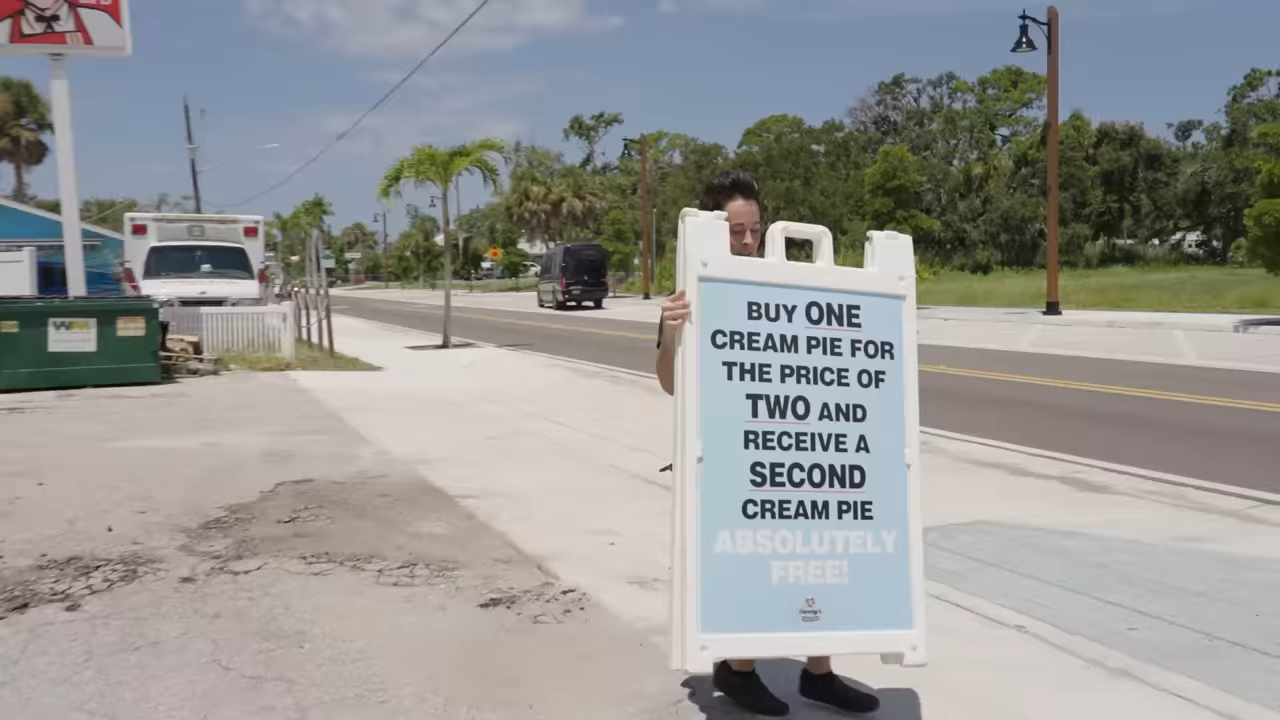 BUY ONE
CREAM PIE FOR
THE PRICE OF
TWO AND
RECEIVE A
SECOND
CREAM PIE
ABSOLUTELY
FREE!